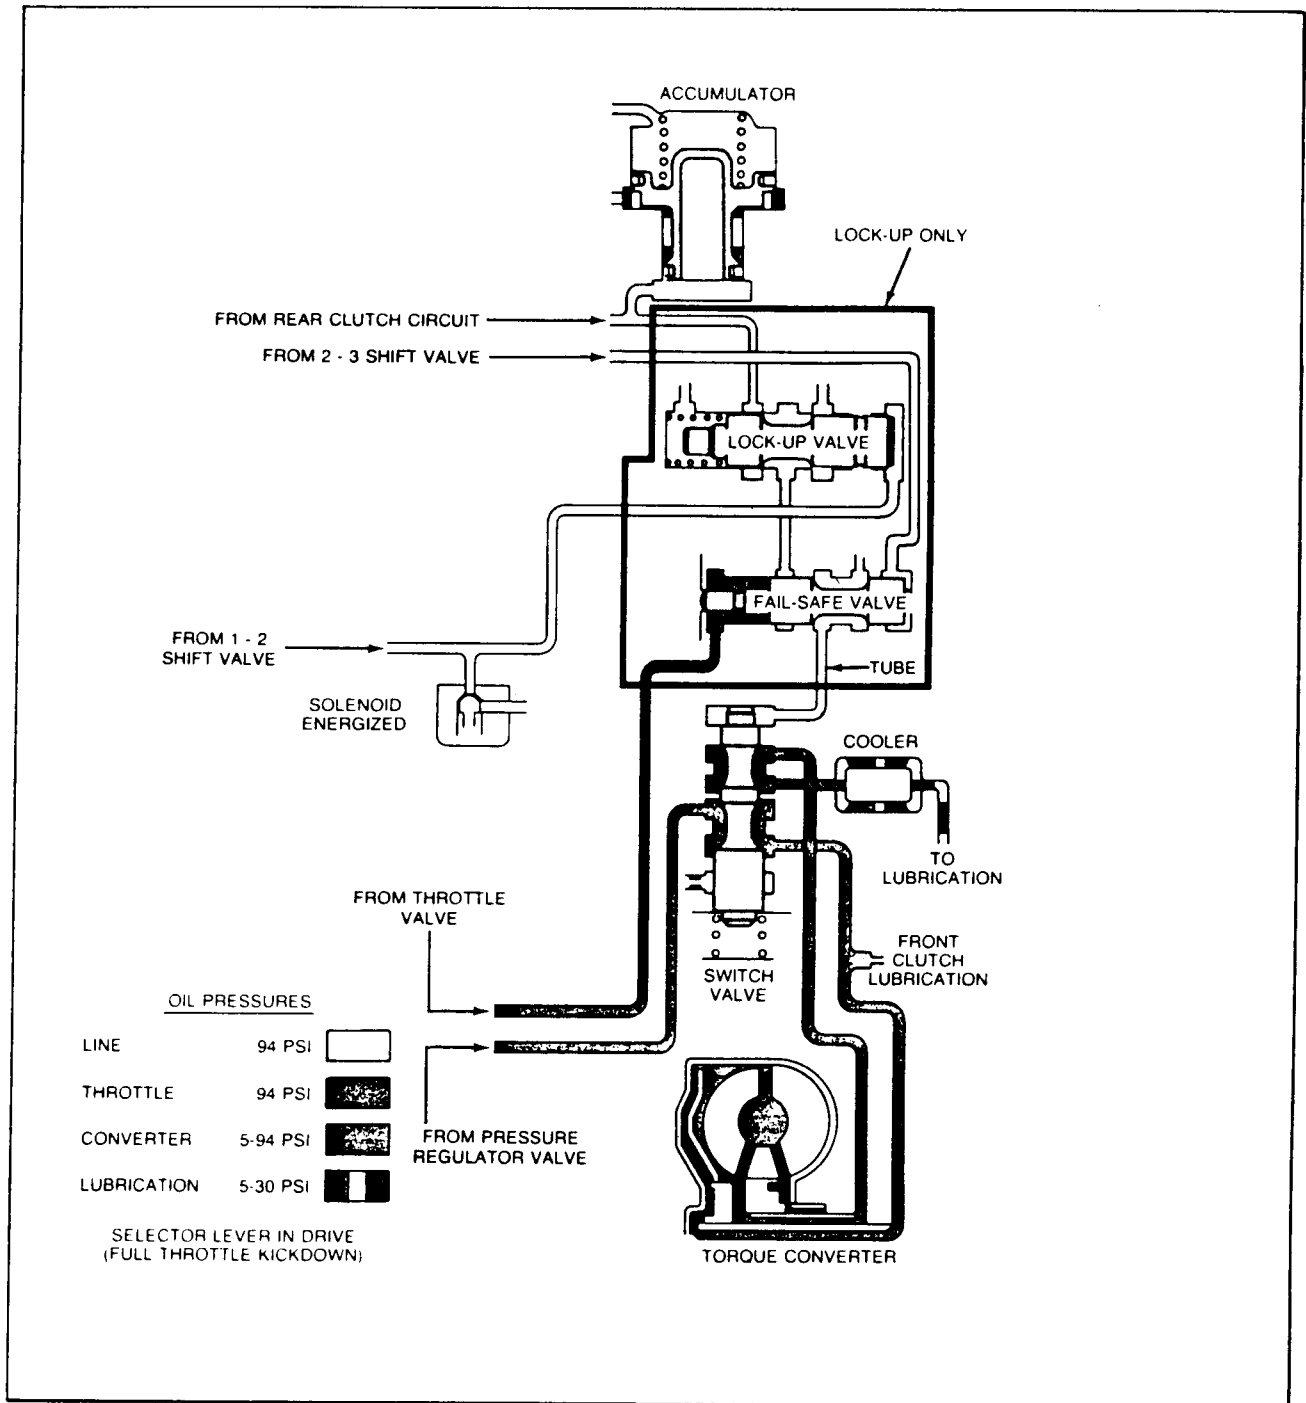 ACCUMULATOR
LOCK-UP ONLY
FROM REAR CLUTCH CIRCUIT
FROM 2 - 3 SHIFT VALVE
LOCK-UP VALVE
FAIL-SAFE VALVE
FROM 1 - 2
SHIFT VALVE
TUBE
SOLENOID
ENERGIZED
COOLER
TO
LUBRICATION
FROM THROTTLE
VALVE
FRONT
CLUTCH
LUBRICATION
SWITCH
VALVE
OIL PRESSURES
LINE 94 PSI
THROTTLE 94 PSI
CONVERTER 5-94 PSI
LUBRICATION 5-30 PSI
FROM PRESSURE
REGULATOR VALVE
SELECTOR LEVER IN DRIVE
(FULL THROTTLE KICKDOWN)
TORQUE CONVERTER